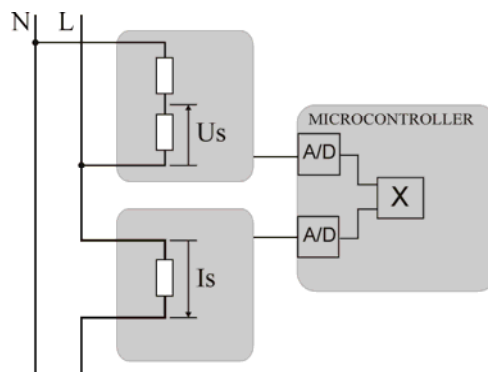 N L
Us
MICROCONTROLLER
A/D
X
A/D
Is